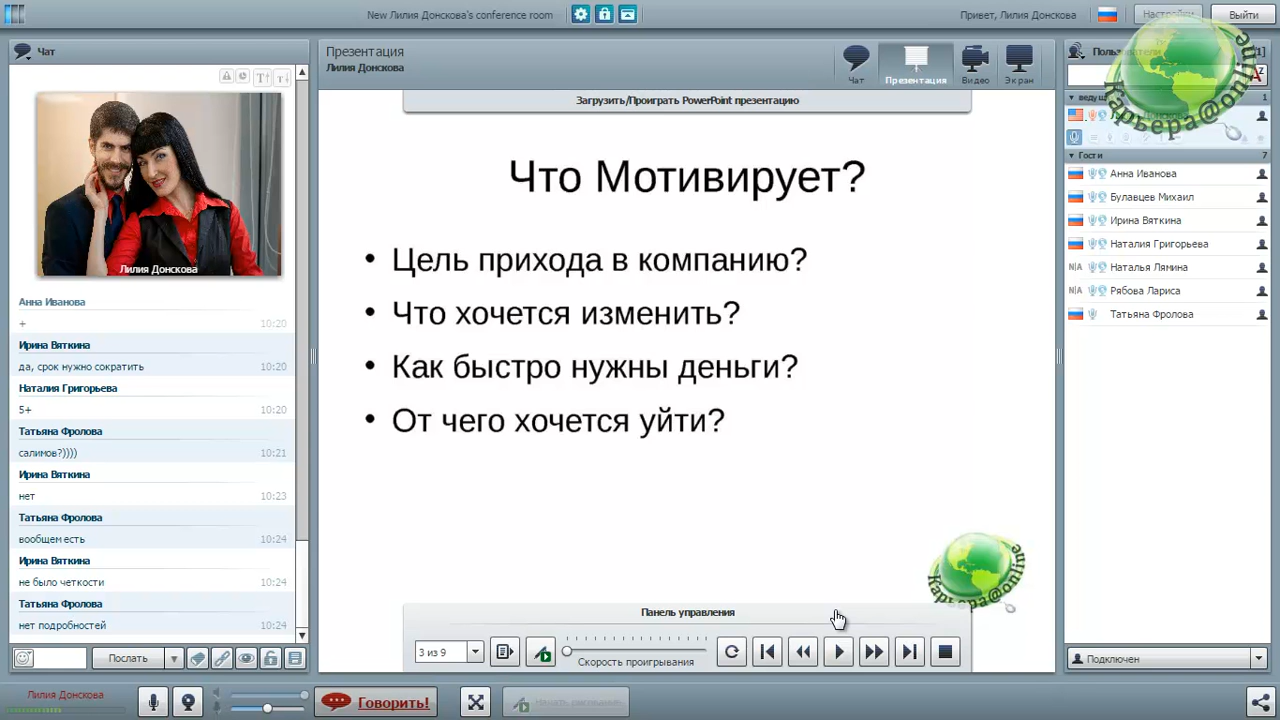 New Лилия Донскова's conference room
Привет, Лилия Донскова
Настройки
Выйти
Чат
Лилия Донскова
Анна Иванова
+ 10:20
Ирина Вяткина
да, срок нужно сократить 10:20
Наталия Григорьева
5+ 10:20
Татьяна Фролова
салимов?)))) 10:21
Ирина Вяткина
нет 10:23
Татьяна Фролова
вообщем есть 10:24
Ирина Вяткина
не было четкости 10:24
Татьяна Фролова
нет подробностей 10:24
Послать
Презентация
Лилия Донскова
Чат
Презентация
Видео
Экран
Загрузить/Проиграть PowerPoint презентацию
Что Мотивирует?
• Цель прихода в компанию?
• Что хочется изменить?
• Как быстро нужны деньги?
• От чего хочется уйти?
Карьера@online
Панель управления
3 из 9
Скорость проигрывания
Карьера@online
1
Гости 7
Анна Иванова
Булавцев Михаил
Ирина Вяткина
Наталия Григорьева
N/A Наталья Лямина
N/A Рябова Лариса
Татьяна Фролова
Подключен
Лилия Донскова
Говорить!